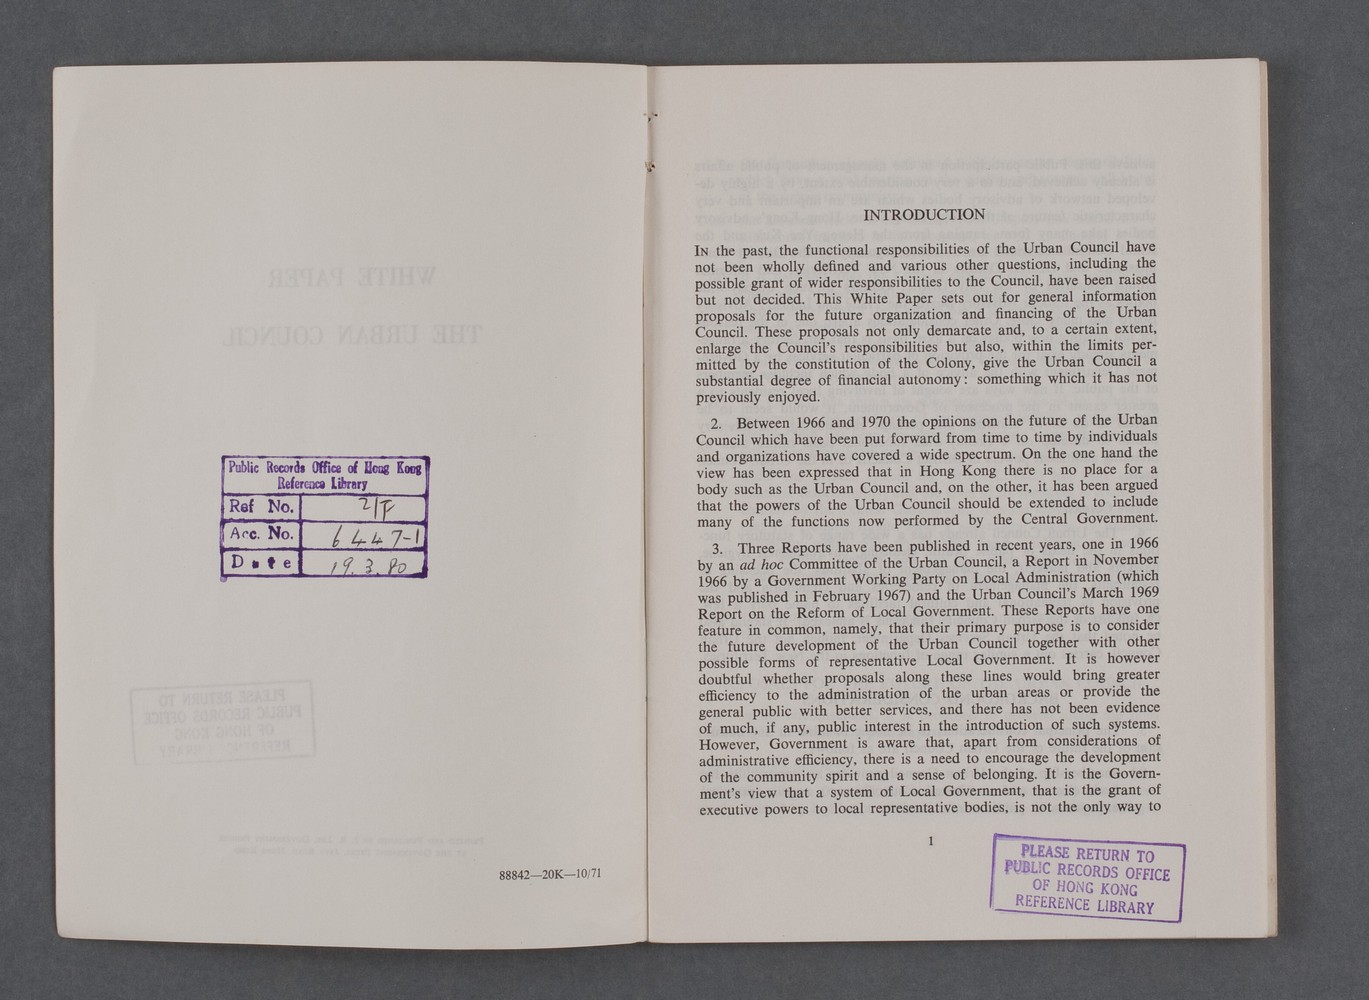 WHITE PAPER
THE URBAN COUNCIL
Public Records Office of Hong Kong
Reference Library
Ref No. 21F
Acc. No. 6447-1
Date 19.3.80
PLEASE RETURN TO
PUBLIC RECORDS OFFICE
OF HONG KONG
REFERENCE LIBRARY
88842—20K—10/71
INTRODUCTION
IN the past, the functional responsibilities of the Urban Council have
not been wholly defined and various other questions, including the
possible grant of wider responsibilities to the Council, have been raised
but not decided. This White Paper sets out for general information
proposals for the future organization and financing of the Urban
Council. These proposals not only demarcate and, to a certain extent,
enlarge the Council's responsibilities but also, within the limits per-
mitted by the constitution of the Colony, give the Urban Council a
substantial degree of financial autonomy: something which it has not
previously enjoyed.
2. Between 1966 and 1970 the opinions on the future of the Urban
Council which have been put forward from time to time by individuals
and organizations have covered a wide spectrum. On the one hand the
view has been expressed that in Hong Kong there is no place for a
body such as the Urban Council and, on the other, it has been argued
that the powers of the Urban Council should be extended to include
many of the functions now performed by the Central Government.
3. Three Reports have been published in recent years, one in 1966
by an ad hoc Committee of the Urban Council, a Report in November
1966 by a Government Working Party on Local Administration (which
was published in February 1967) and the Urban Council's March 1969
Report on the Reform of Local Government. These Reports have one
feature in common, namely, that their primary purpose is to consider
the future development of the Urban Council together with other
possible forms of representative Local Government. It is however
doubtful whether proposals along these lines would bring greater
efficiency to the administration of the urban areas or provide the
general public with better services, and there has not been evidence
of much, if any, public interest in the introduction of such systems.
However, Government is aware that, apart from considerations of
administrative efficiency, there is a need to encourage the development
of the community spirit and a sense of belonging. It is the Govern-
ment's view that a system of Local Government, that is the grant of
executive powers to local representative bodies, is not the only way to
1
PLEASE RETURN TO
PUBLIC RECORDS OFFICE
OF HONG KONG
REFERENCE LIBRARY